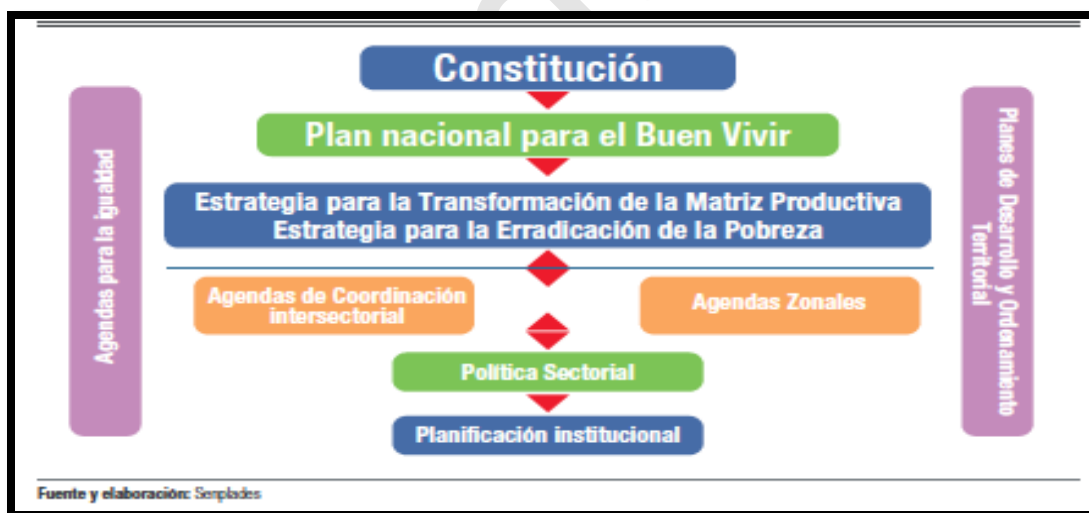 Constitución
Plan nacional para el Buen Vivir
Estrategia para la Transformación de la Matriz Productiva
Estrategia para la Erradicación de la Pobreza
Agendas para la igualdad
Agendas de Coordinación
intersectorial
Agendas Zonales
Planes de Desarrollo y Ordenamiento
Territorial
Política Sectorial
Planificación institucional
Fuente y elaboración: Senplades